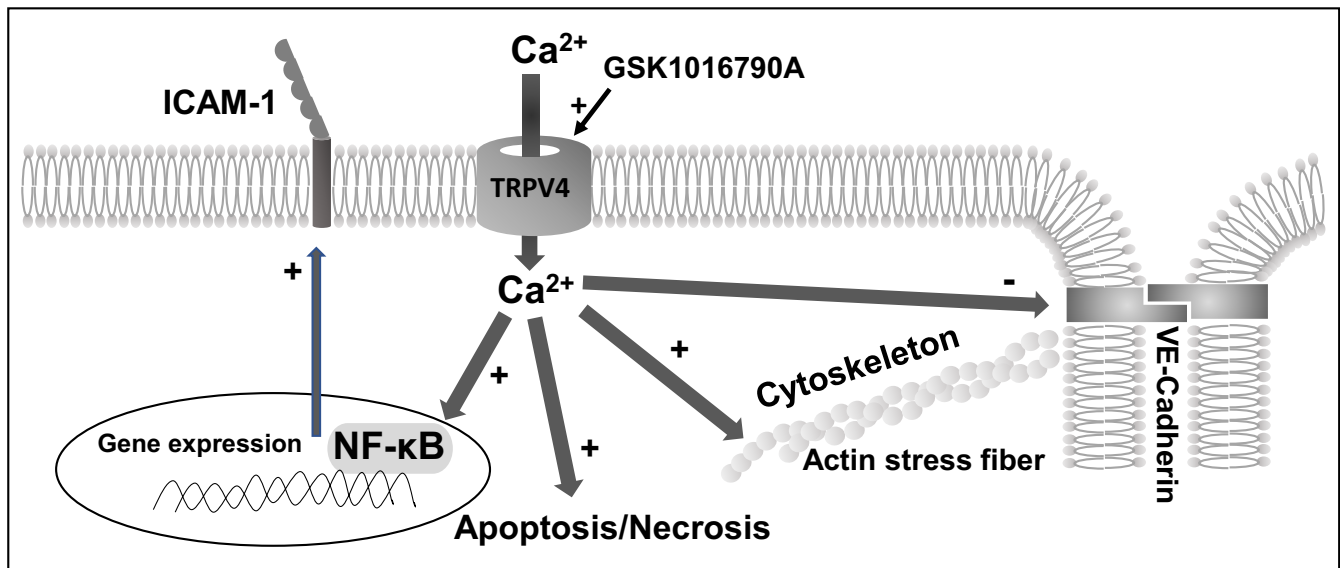 Ca²⁺
GSK1016790A
ICAM-1
+
TRPV4
+
Ca²⁺
-
+
+
Cytoskeleton
VE-Cadherin
Gene expression
NF-κB
+
Actin stress fiber
Apoptosis/Necrosis